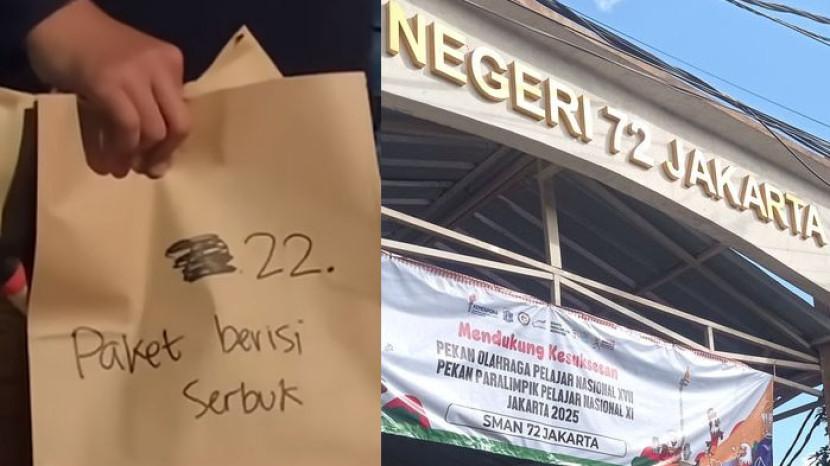 22.
Paket berisi
serbuk
NEGERI 72 JAKARTA
Mendukung Kesuksesan
PEKAN OLAHRAGA PELAJAR NASIONAL XVII
PEKAN PARALIMPIK PELAJAR NASIONAL XI
JAKARTA 2025
SMAN 72 JAKARTA